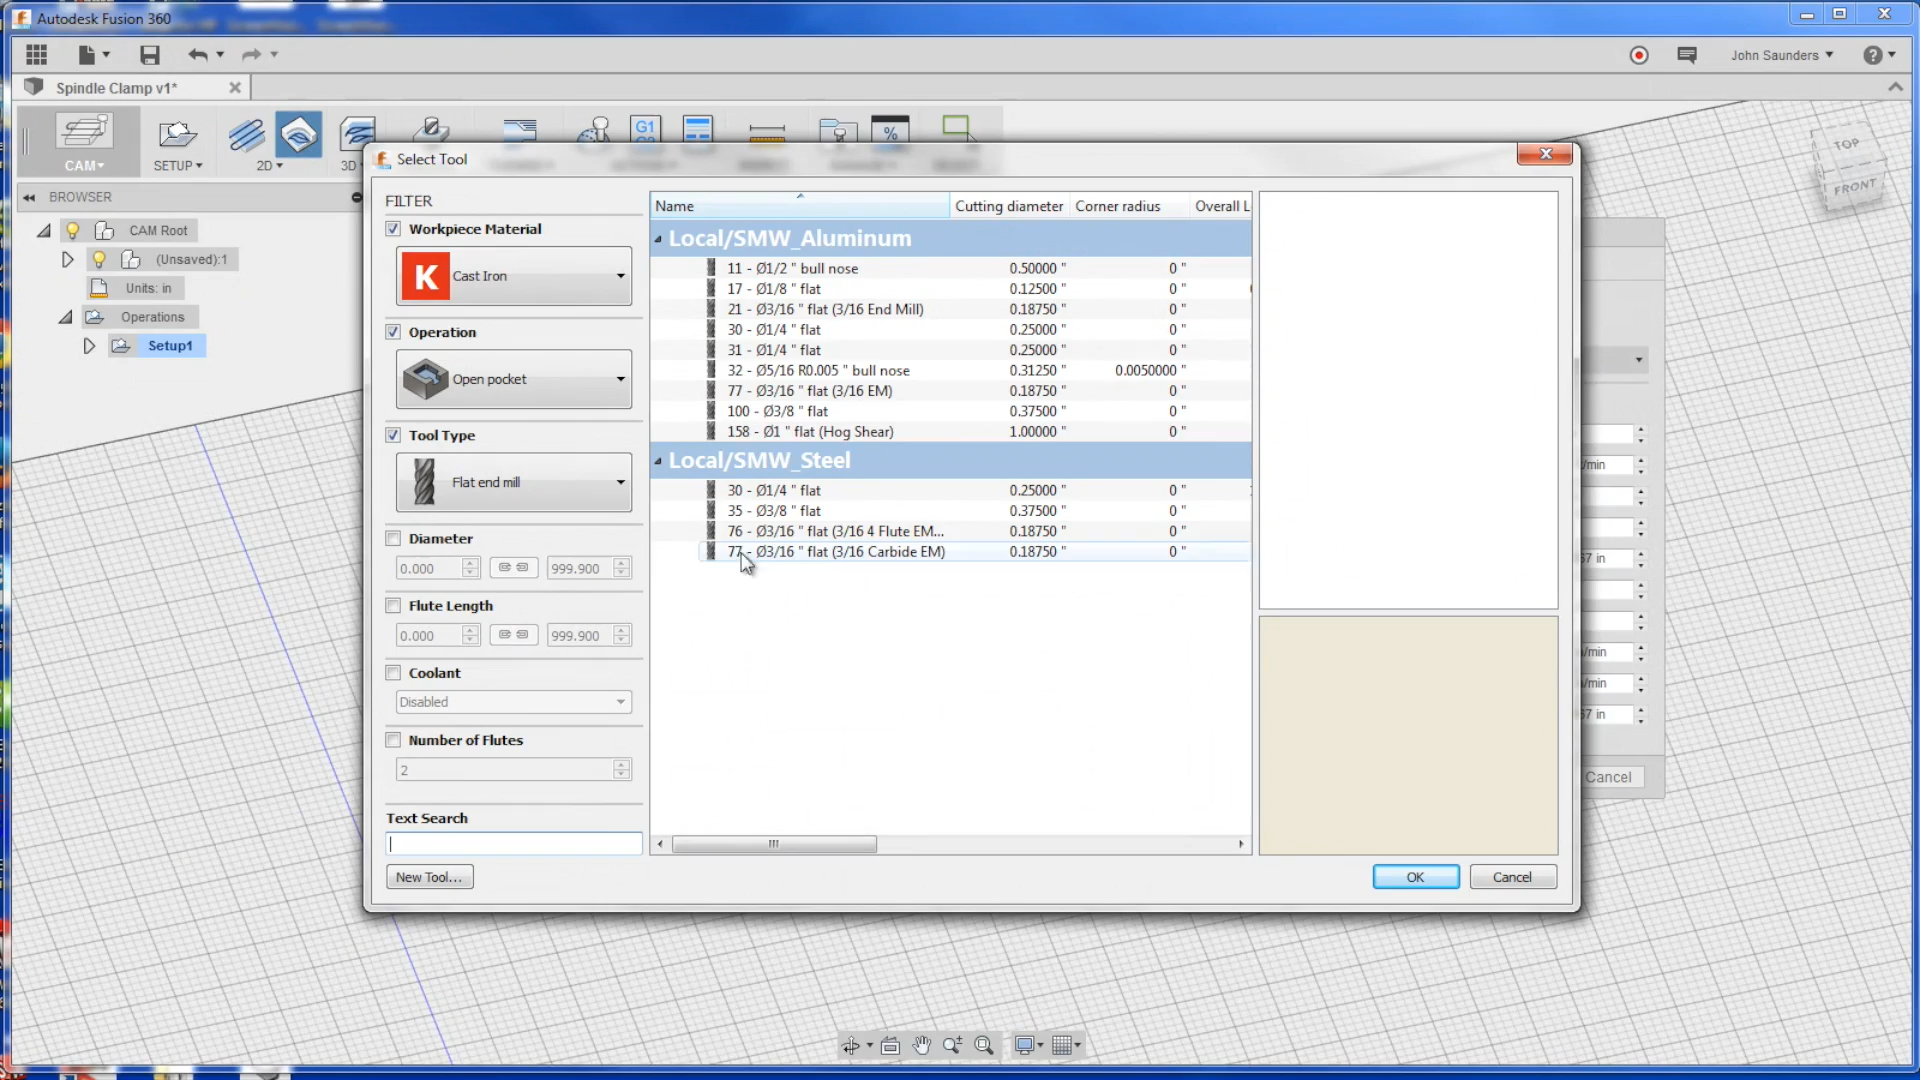 Autodesk Fusion 360
John Saunders
Spindle Clamp v1*
CAM
SETUP
2D
3D
G1
%
TOP
FRONT
BROWSER
CAM Root
(Unsaved):1
Units: in
Operations
Setup1
Select Tool
FILTER
Workpiece Material
K Cast Iron
Operation
Open pocket
Tool Type
Flat end mill
Diameter
0.000 999.900
Flute Length
0.000 999.900
Coolant
Disabled
Number of Flutes
2
Text Search
New Tool...
Name Cutting diameter Corner radius Overall L
Local/SMW_Aluminum
11 - Ø1/2 " bull nose 0.50000 " 0 "
17 - Ø1/8 " flat 0.12500 " 0 "
21 - Ø3/16 " flat (3/16 End Mill) 0.18750 " 0 "
30 - Ø1/4 " flat 0.25000 " 0 "
31 - Ø1/4 " flat 0.25000 " 0 "
32 - Ø5/16 R0.005 " bull nose 0.31250 " 0.0050000 "
77 - Ø3/16 " flat (3/16 EM) 0.18750 " 0 "
100 - Ø3/8 " flat 0.37500 " 0 "
158 - Ø1 " flat (Hog Shear) 1.00000 " 0 "
Local/SMW_Steel
30 - Ø1/4 " flat 0.25000 " 0 "
35 - Ø3/8 " flat 0.37500 " 0 "
76 - Ø3/16 " flat (3/16 4 Flute EM... 0.18750 " 0 "
77 - Ø3/16 " flat (3/16 Carbide EM) 0.18750 " 0 "
OK Cancel
/min
67 in
/min
/min
67 in
Cancel